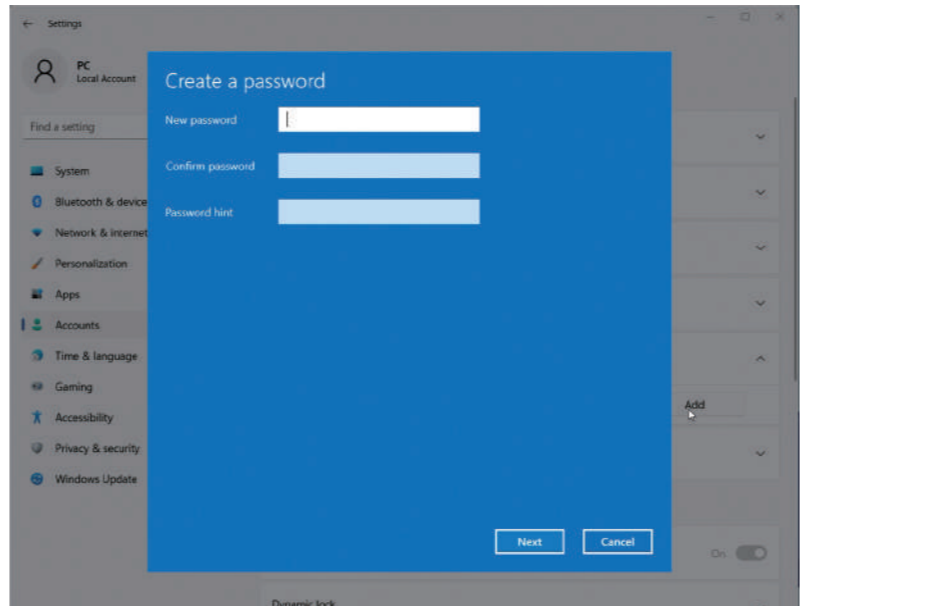 Settings
PC
Local Account
Find a setting
System
Bluetooth & device
Network & internet
Personalization
Apps
Accounts
Time & language
Gaming
Accessibility
Privacy & security
Windows Update
Create a password
New password
Confirm password
Password hint
Next
Cancel
Add
On
Dynamic lock